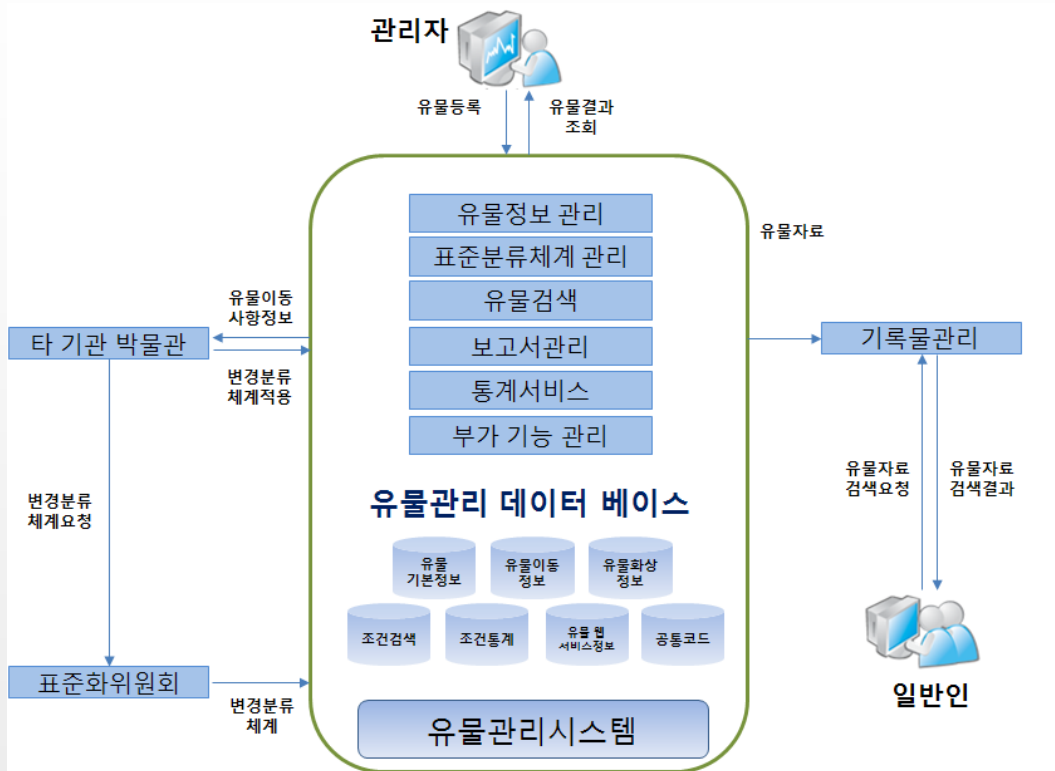 관리자
유물등록
유물결과
조회
유물정보 관리
표준분류체계 관리
유물검색
보고서관리
통계서비스
부가 기능 관리
유물자료
유물이동
사항정보
타 기관 박물관
변경분류
체계적용
기록물관리
변경분류
체계요청
유물자료
검색요청
유물자료
검색결과
유물관리 데이터 베이스
유물
기본정보
유물이동
정보
유물화상
정보
조건검색
조건통계
유물 웹
서비스정보
공통코드
표준화위원회
변경분류
체계
일반인
유물관리시스템